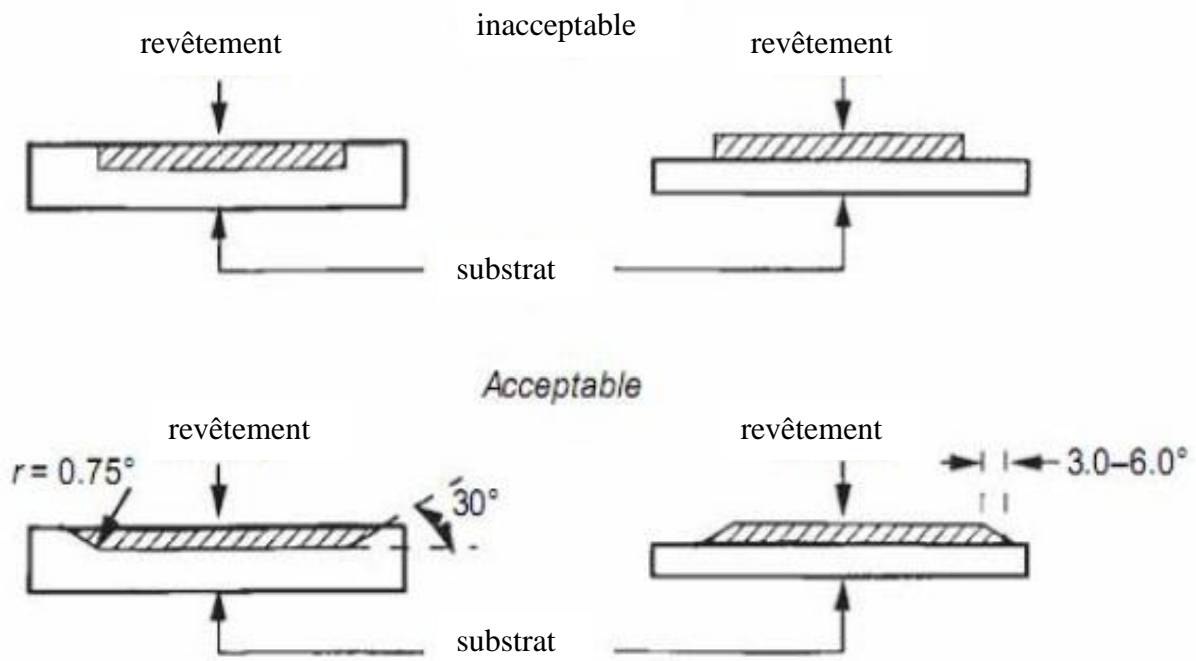 inacceptable
revêtement
revêtement
substrat
Acceptable
revêtement
revêtement
r = 0.75°
30°
3.0–6.0°
substrat